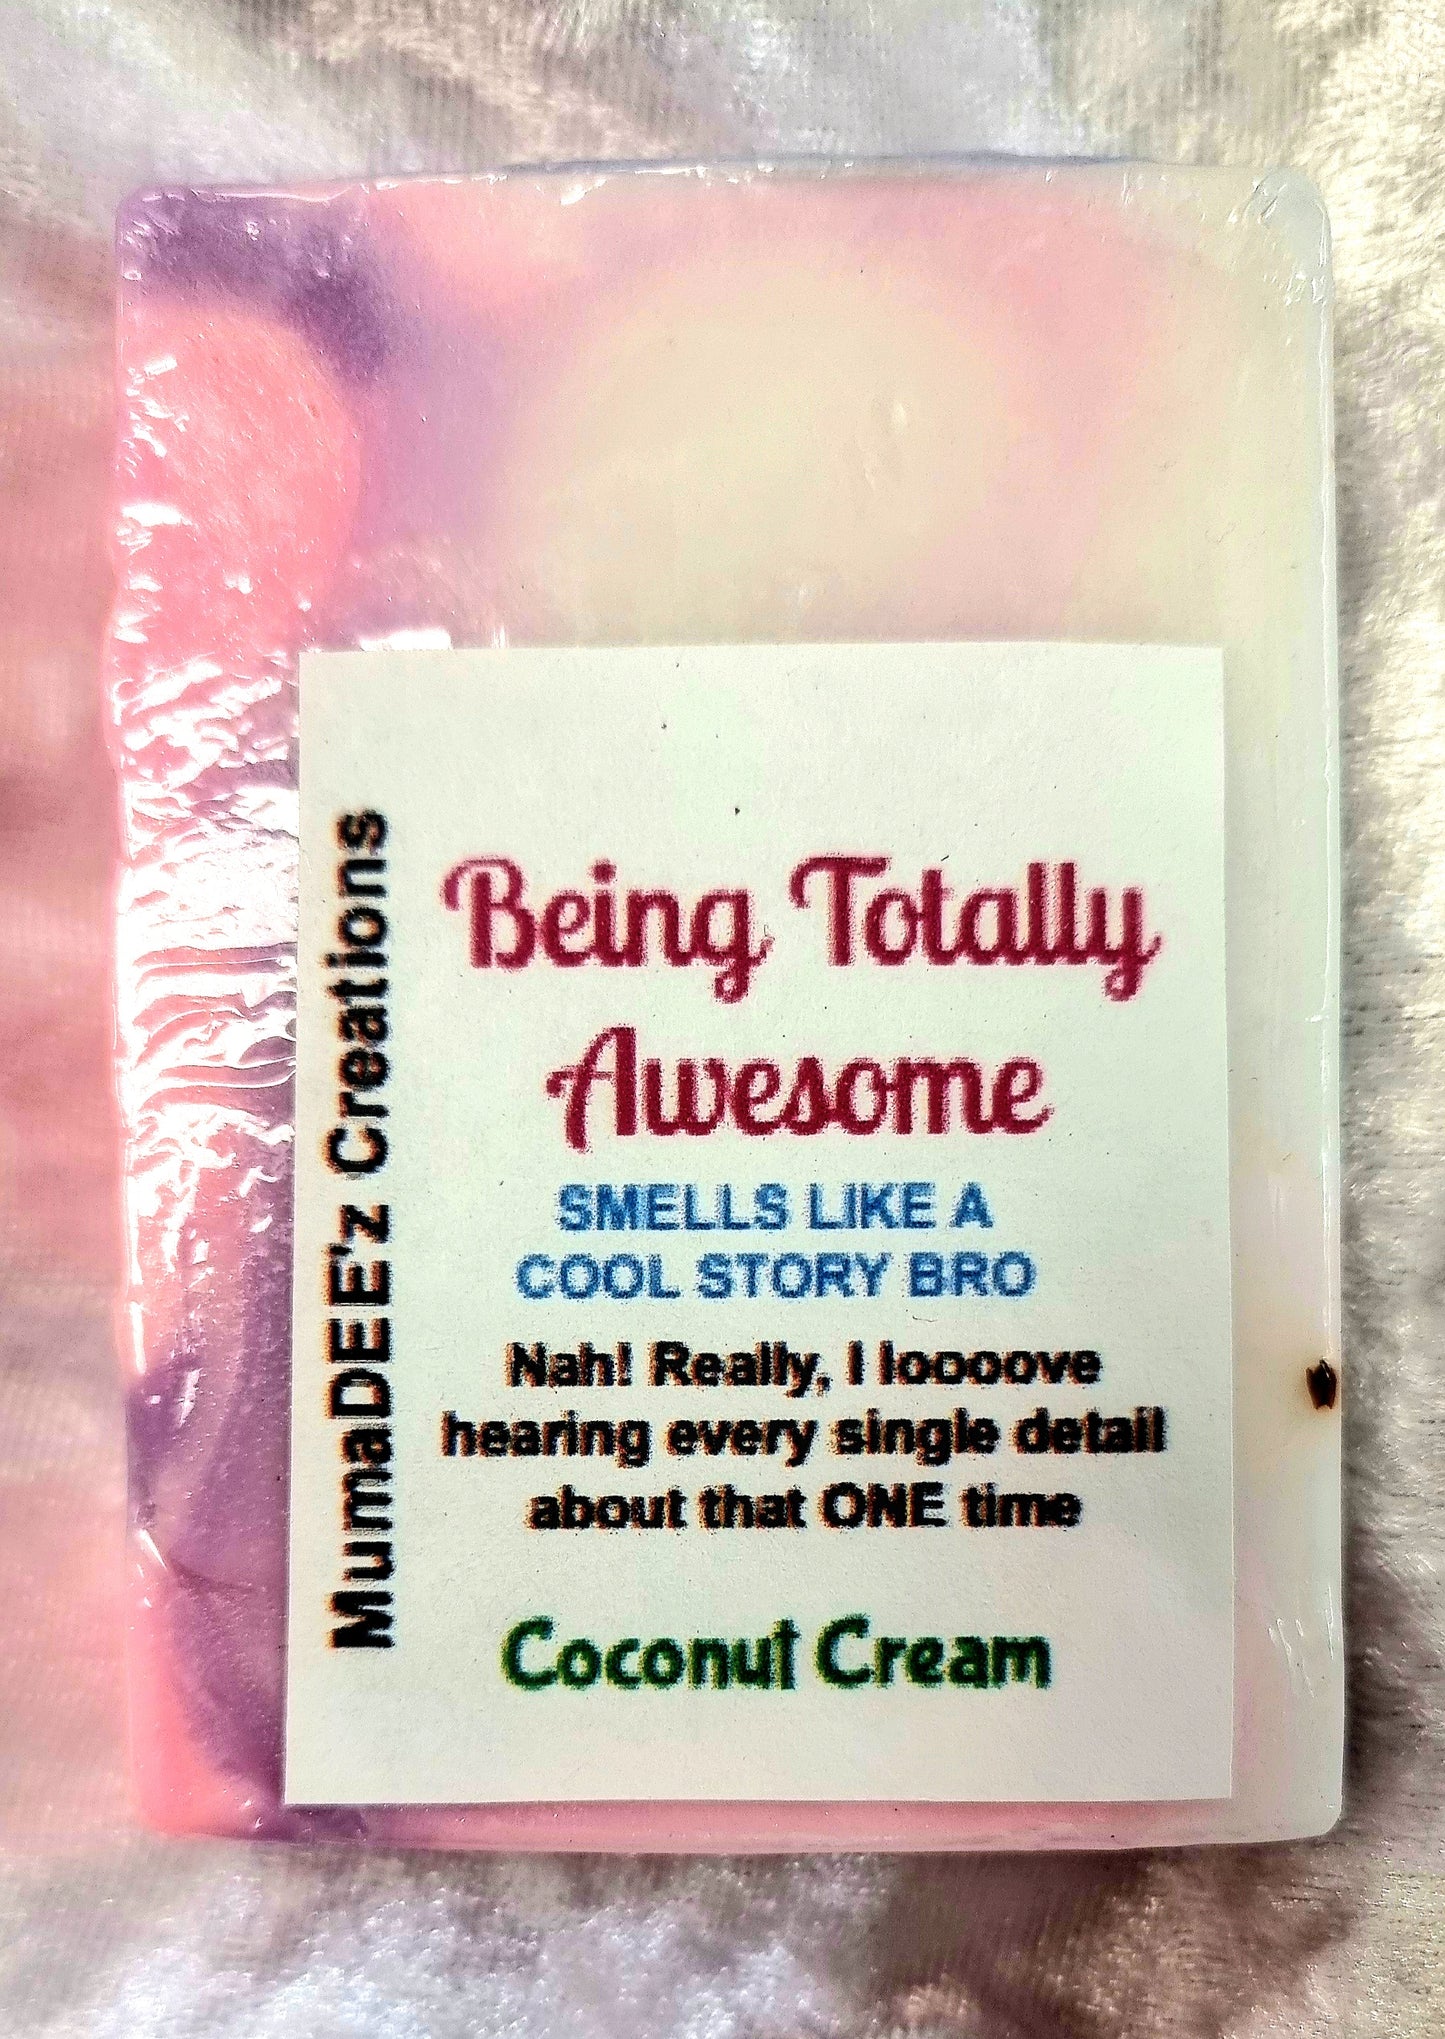 MumaDEE'z Creations
Being Totally
Awesome
SMELLS LIKE A
COOL STORY BRO
Nah! Really, I loooove
hearing every single detail
about that ONE time
Coconut Cream